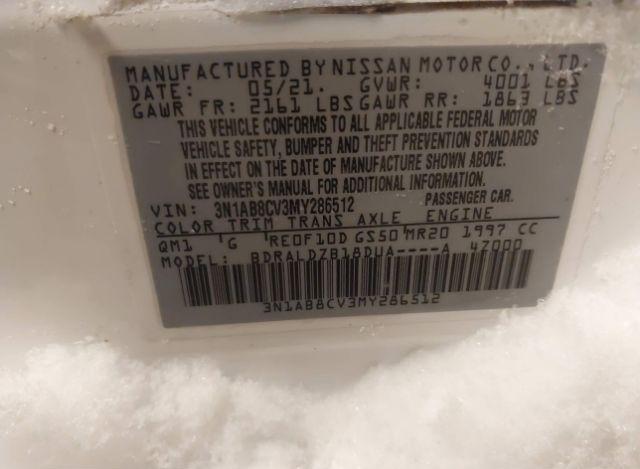 MANUFACTURED BY NISSAN MOTOR CO., LTD.
DATE: 05/21. GVWR: 4001 LBS
GAWR FR: 2161 LBS GAWR RR: 1863 LBS
THIS VEHICLE CONFORMS TO ALL APPLICABLE FEDERAL MOTOR
VEHICLE SAFETY, BUMPER AND THEFT PREVENTION STANDARDS
IN EFFECT ON THE DATE OF MANUFACTURE SHOWN ABOVE.
SEE OWNER'S MANUAL FOR ADDITIONAL INFORMATION.
VIN: 3N1AB8CV3MY286512 PASSENGER CAR.
COLOR TRIM TRANS AXLE ENGINE
QM1 G RE0F10D GS50 MR20 1997 CC
MODEL: BDRALDZB18DUA----A 47000
3N1AB8CV3MY286512